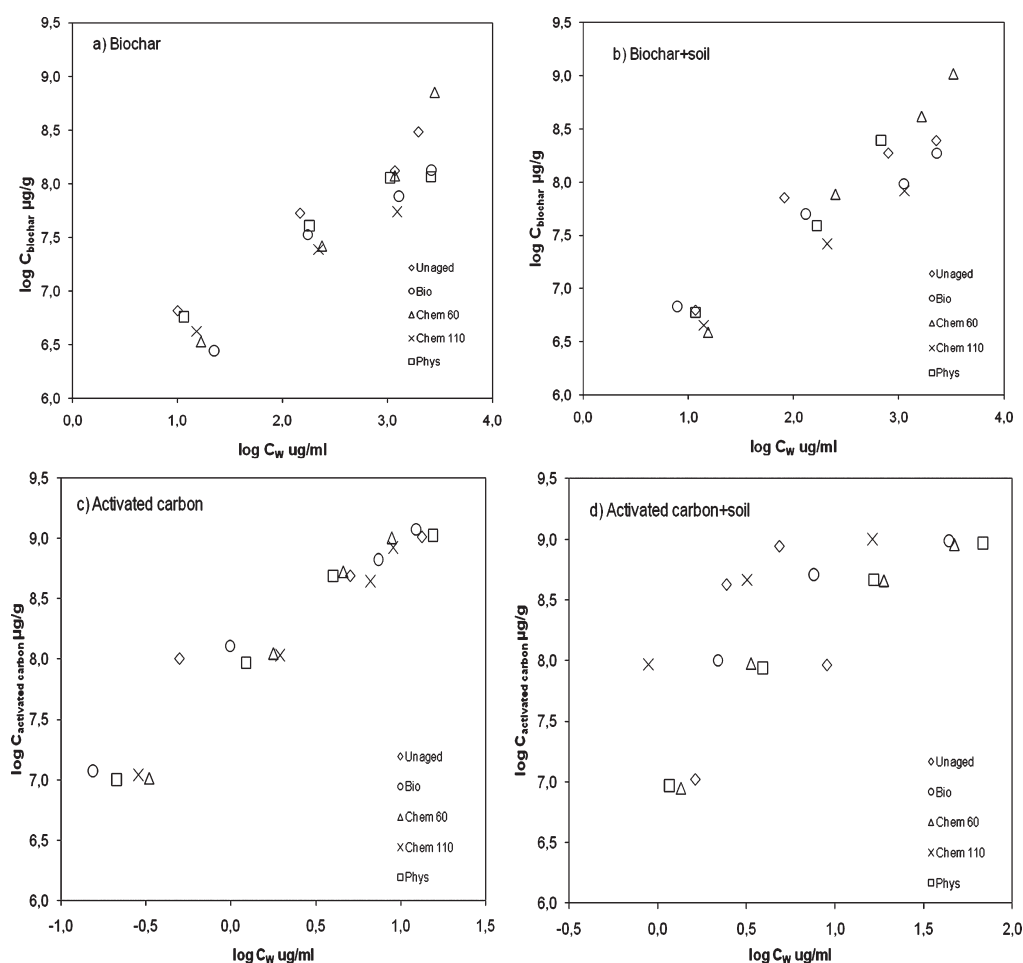 a) Biochar
9,5
9,0
8,5
8,0
7,5
7,0
6,5
6,0
log Cbiochar µg/g
0,0
1,0
2,0
3,0
4,0
log CW ug/ml
Unaged
Bio
Chem 60
Chem 110
Phys
b) Biochar+soil
9,5
9,0
8,5
8,0
7,5
7,0
6,5
6,0
log Cbiochar µg/g
0,0
1,0
2,0
3,0
4,0
log CW ug/ml
Unaged
Bio
Chem 60
Chem 110
Phys
c) Activated carbon
9,5
9,0
8,5
8,0
7,5
7,0
6,5
6,0
log Cactivated carbon µg/g
-1,0
-0,5
0,0
0,5
1,0
1,5
log CW ug/ml
Unaged
Bio
Chem 60
Chem 110
Phys
d) Activated carbon+soil
9,5
9,0
8,5
8,0
7,5
7,0
6,5
6,0
log Cactivated carbon µg/g
-0,5
0,0
0,5
1,0
1,5
2,0
log CW ug/ml
Unaged
Bio
Chem 60
Chem 110
Phys